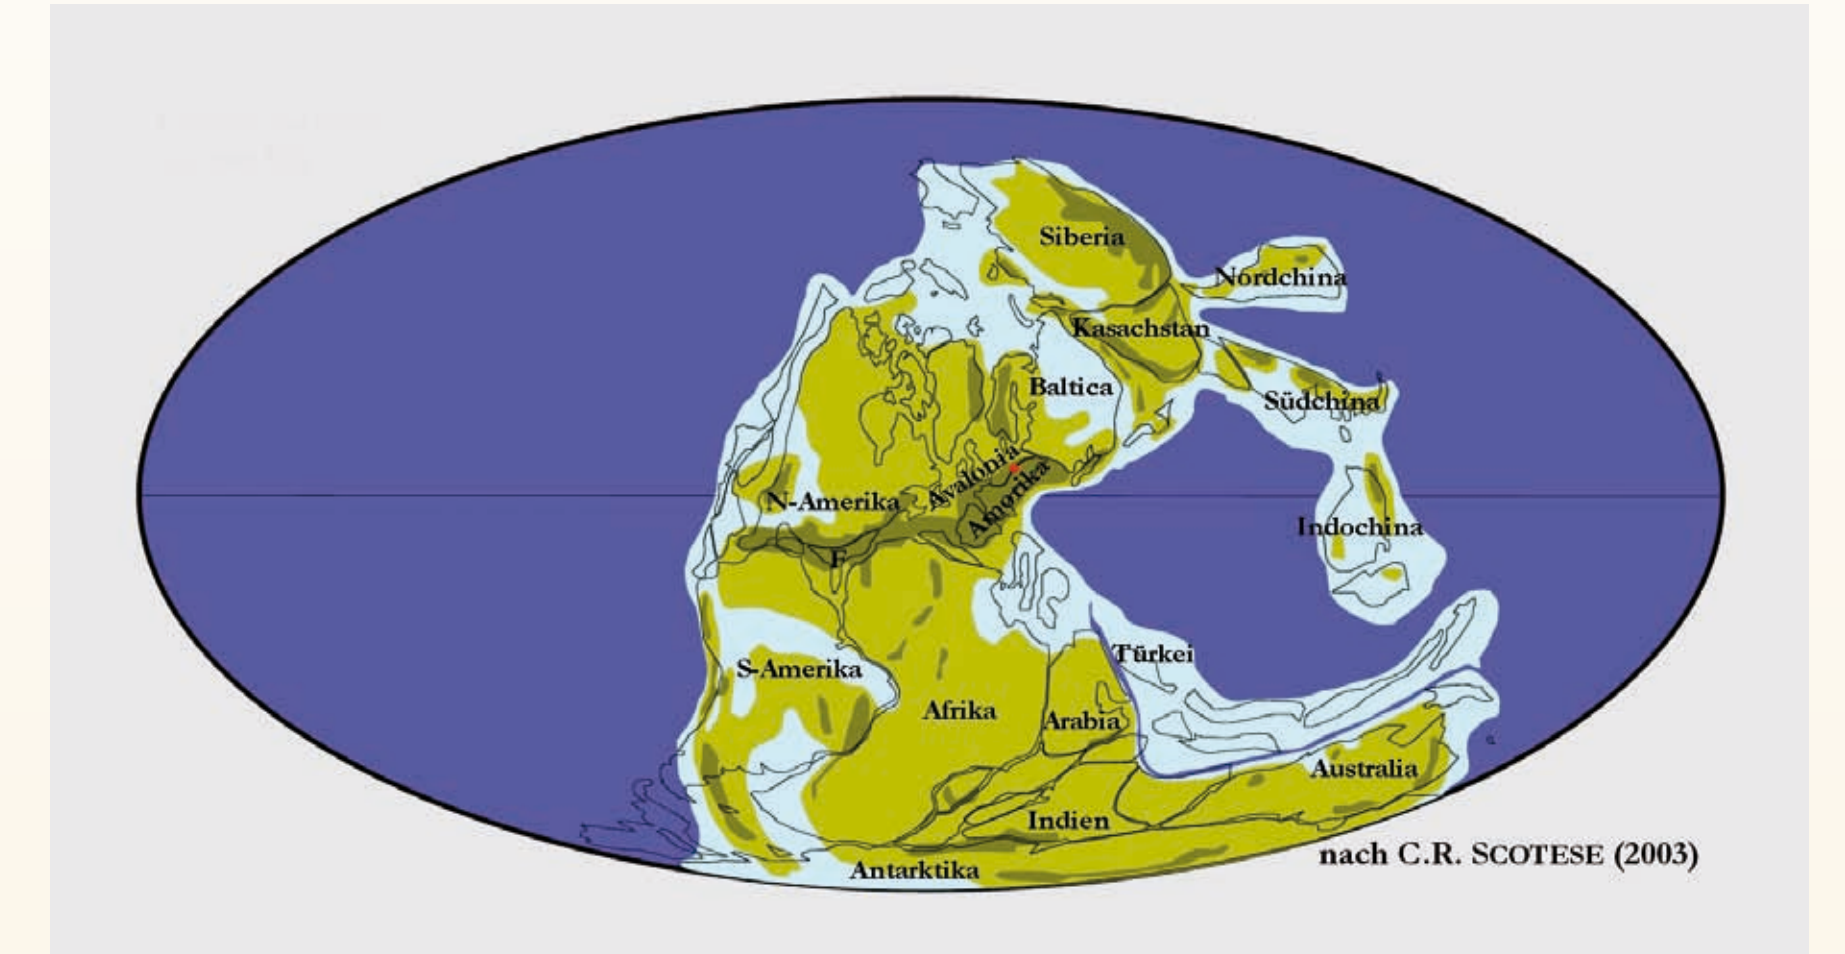 Siberia
Nordchina
Kasachstan
Baltica
Südchina
Avalonia
N-Amerika
Amorika
Indochina
F
Türkei
S-Amerika
Afrika
Arabia
Australia
Indien
nach C.R. SCOTESE (2003)
Antarktika